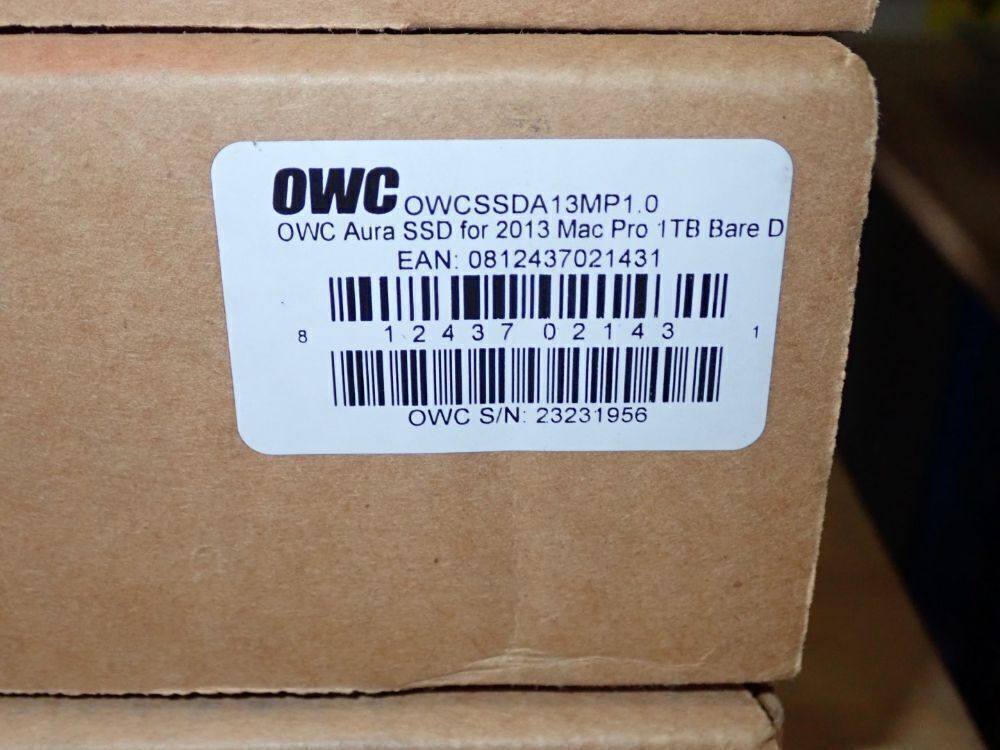 OWC OWCSSDA13MP1.0
OWC Aura SSD for 2013 Mac Pro 1TB Bare D
EAN: 0812437021431
8 12437 02143 1
OWC S/N: 23231956